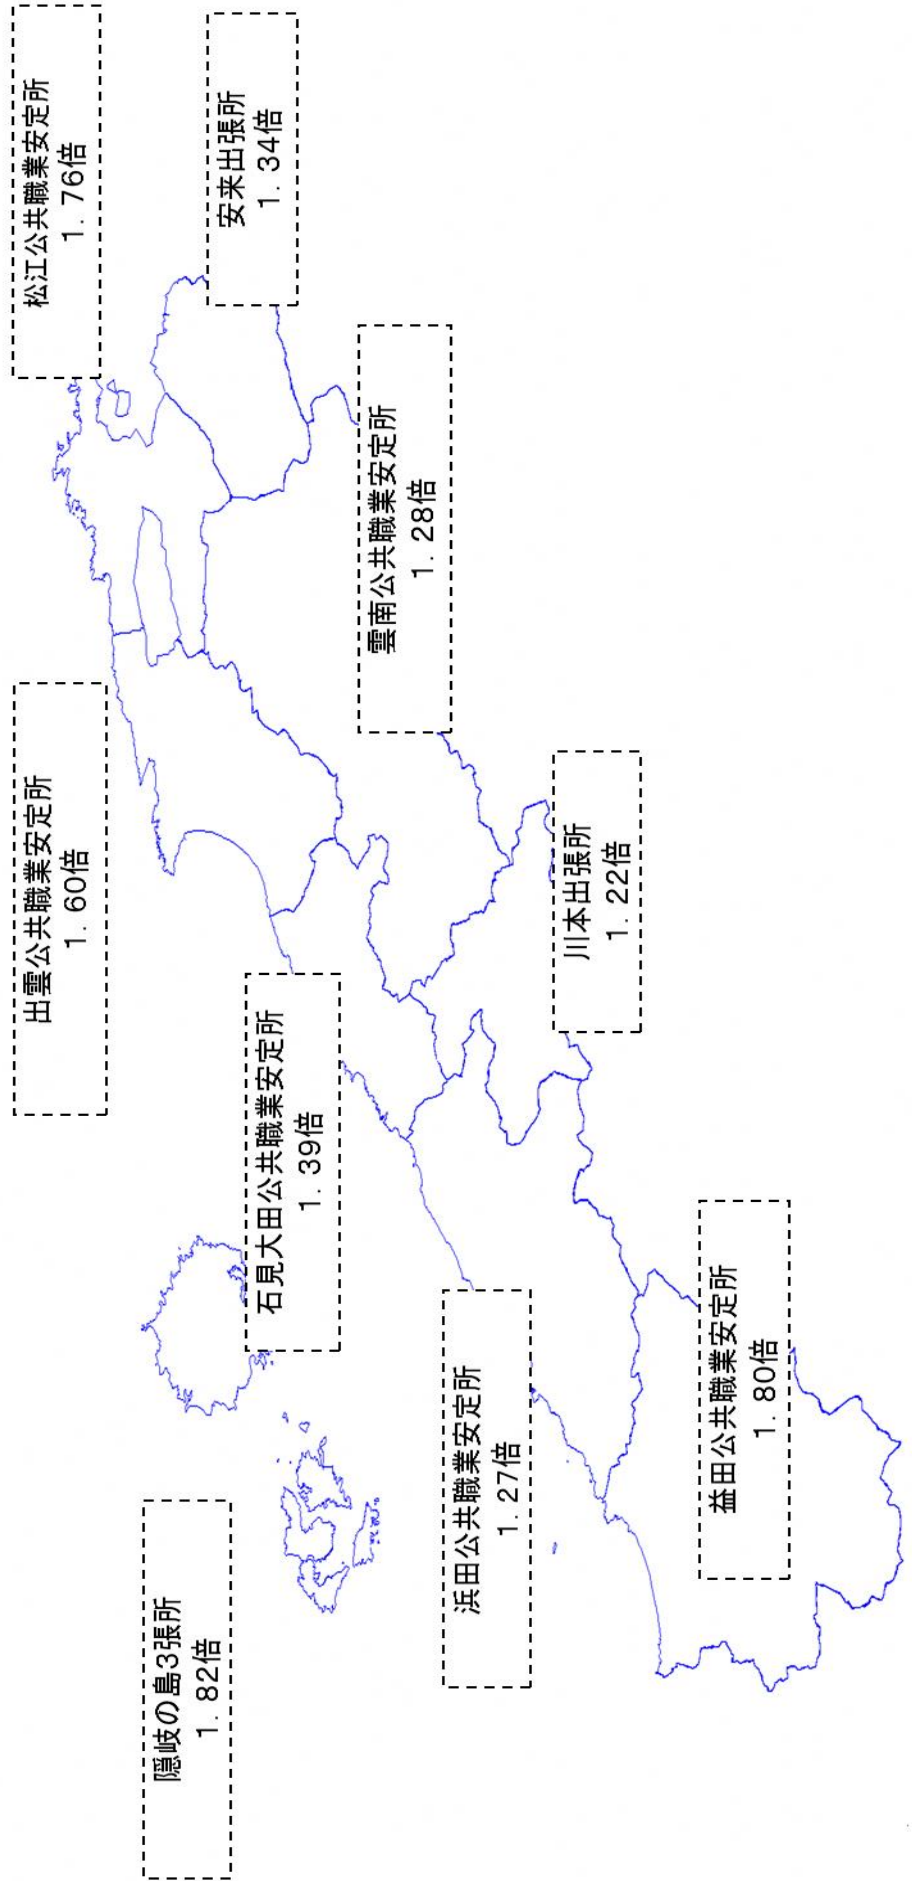 松江公共職業安定所
1．76倍
安来出張所
1．34倍
出雲公共職業安定所
1．60倍
雲南公共職業安定所
1．28倍
石見大田公共職業安定所
1．39倍
川本出張所
1．22倍
隠岐の島3張所
1．82倍
浜田公共職業安定所
1．27倍
益田公共職業安定所
1．80倍